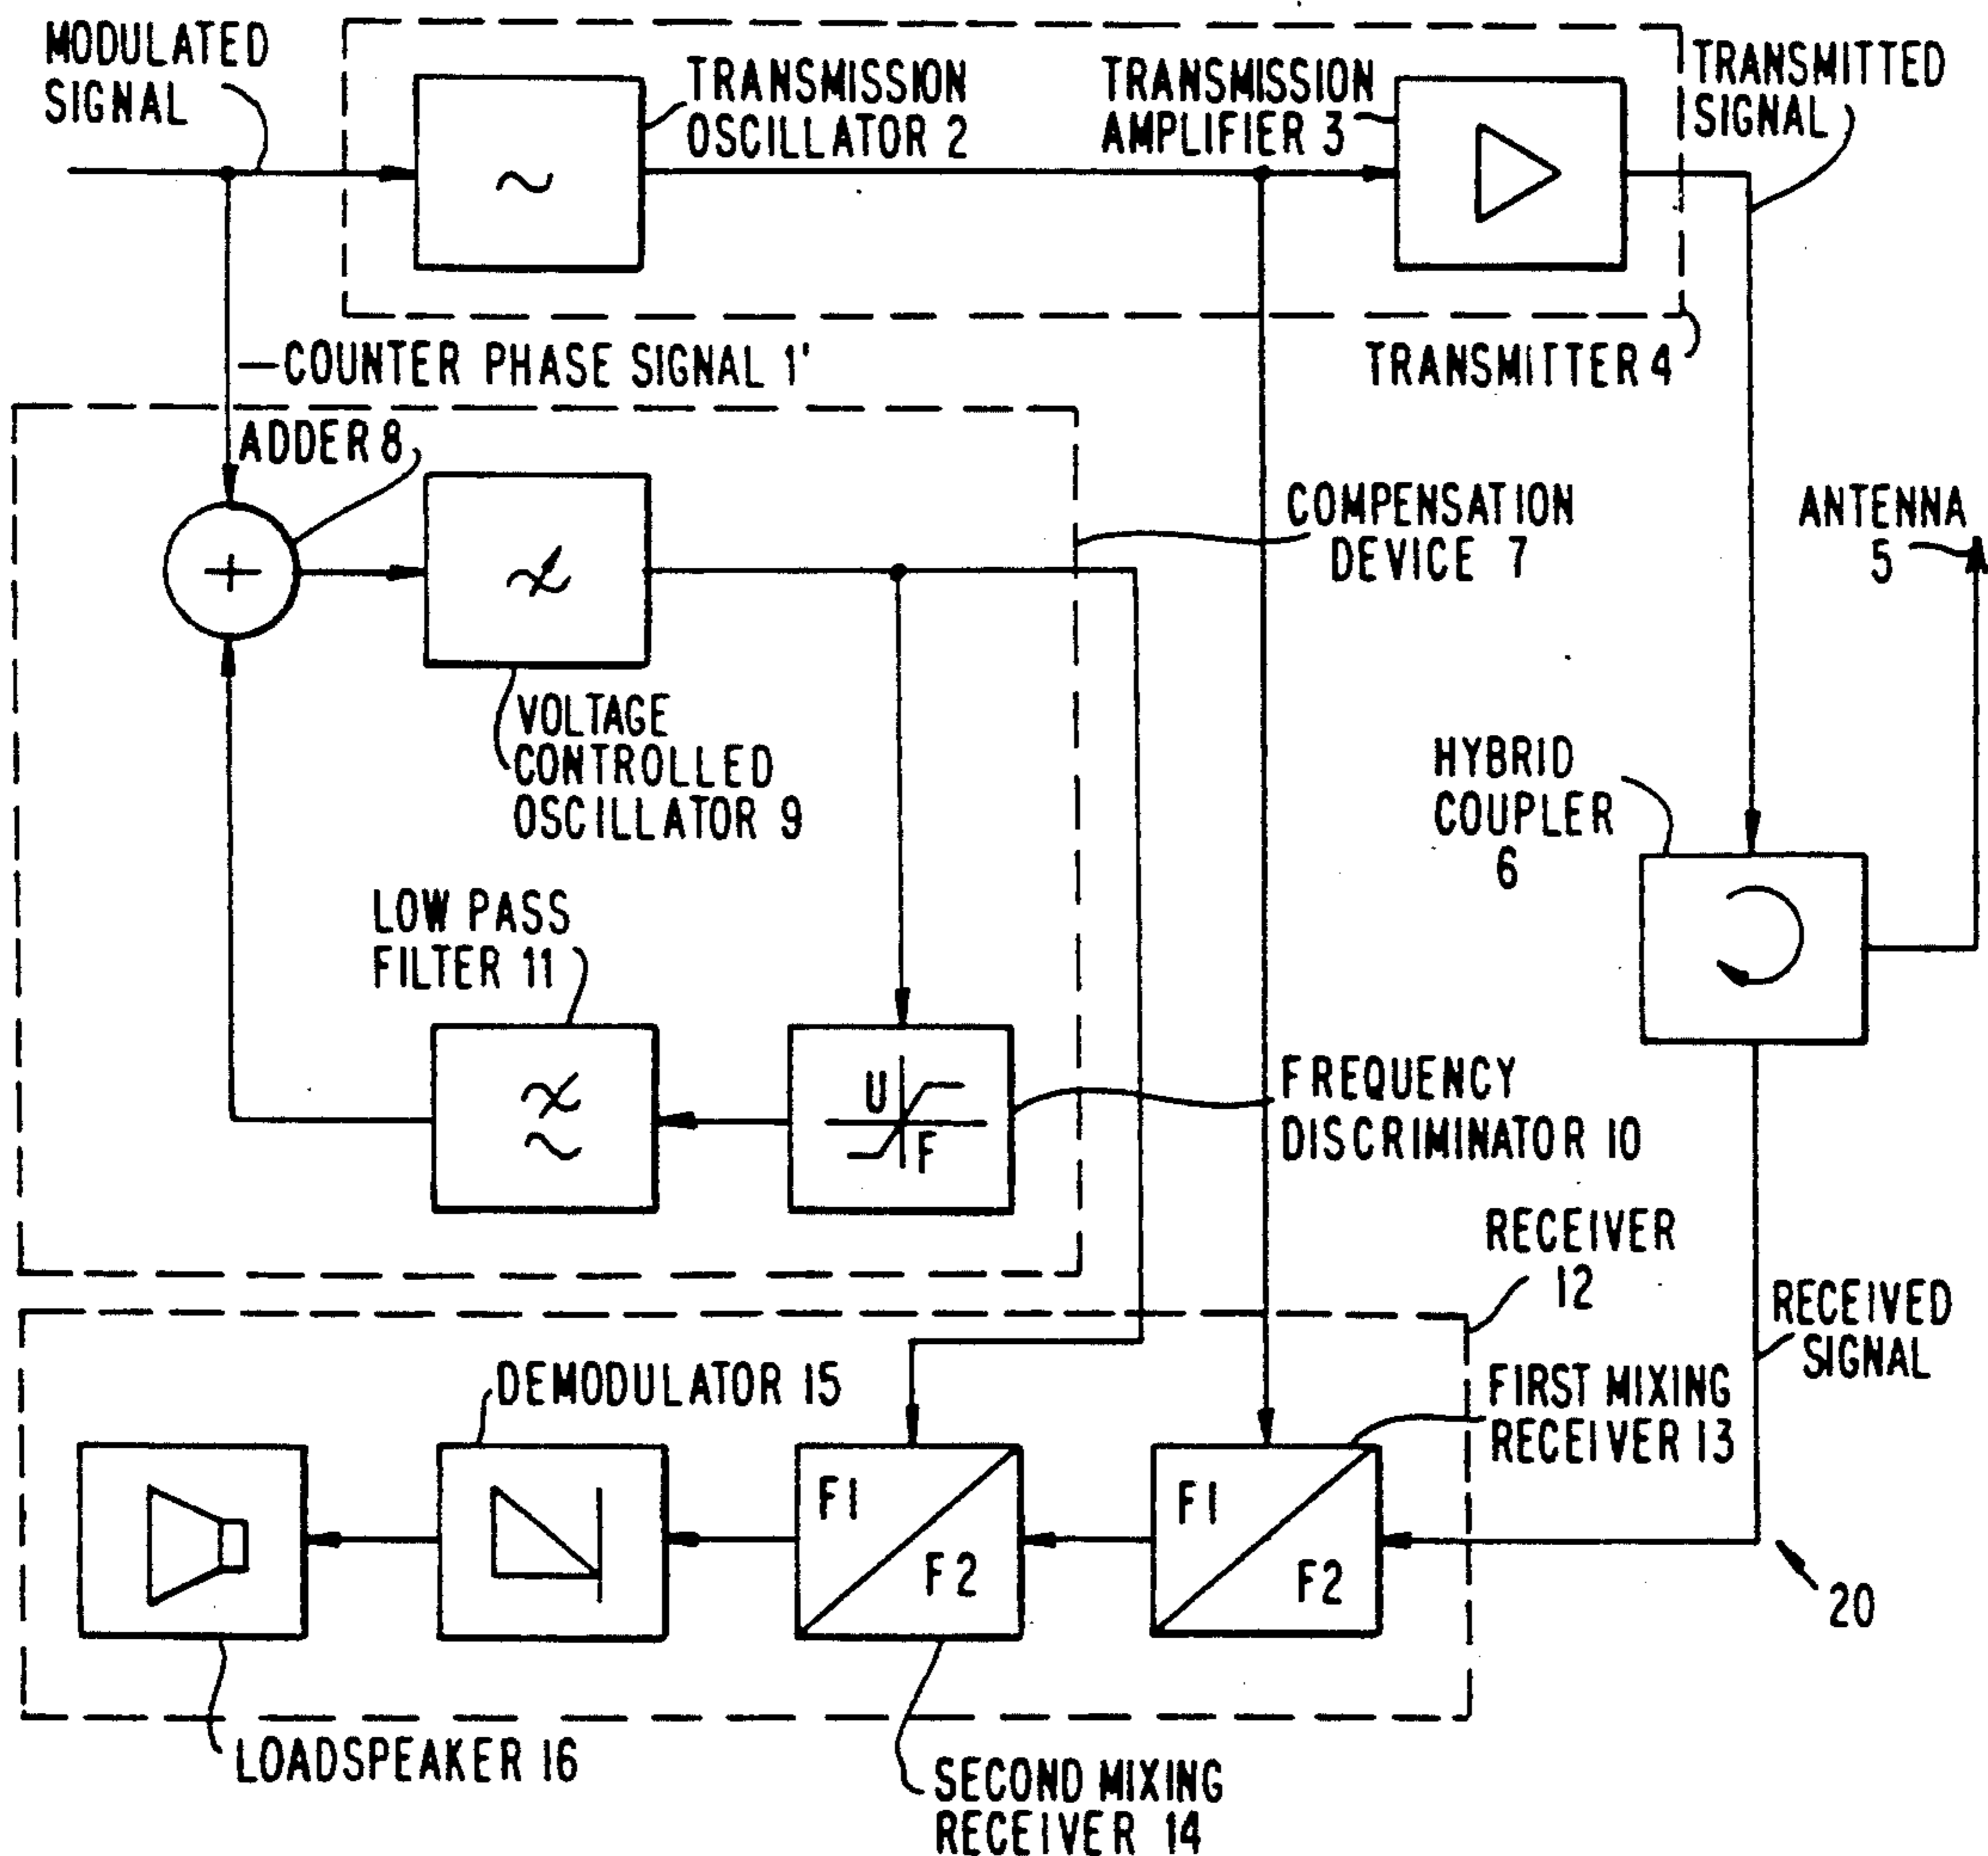 MODULATED
SIGNAL
TRANSMISSION
OSCILLATOR 2
TRANSMISSION
AMPLIFIER 3
TRANSMITTED
SIGNAL
—COUNTER PHASE SIGNAL 1'
TRANSMITTER 4
ADDER 8
+
COMPENSATION
DEVICE 7
ANTENNA
5
VOLTAGE
CONTROLLED
OSCILLATOR 9
HYBRID
COUPLER
6
LOW PASS
FILTER 11
U
F
FREQUENCY
DISCRIMINATOR 10
RECEIVER
12
RECEIVED
SIGNAL
DEMODULATOR 15
FIRST MIXING
RECEIVER 13
F1
F2
F1
F2
20
LOADSPEAKER 16
SECOND MIXING
RECEIVER 14